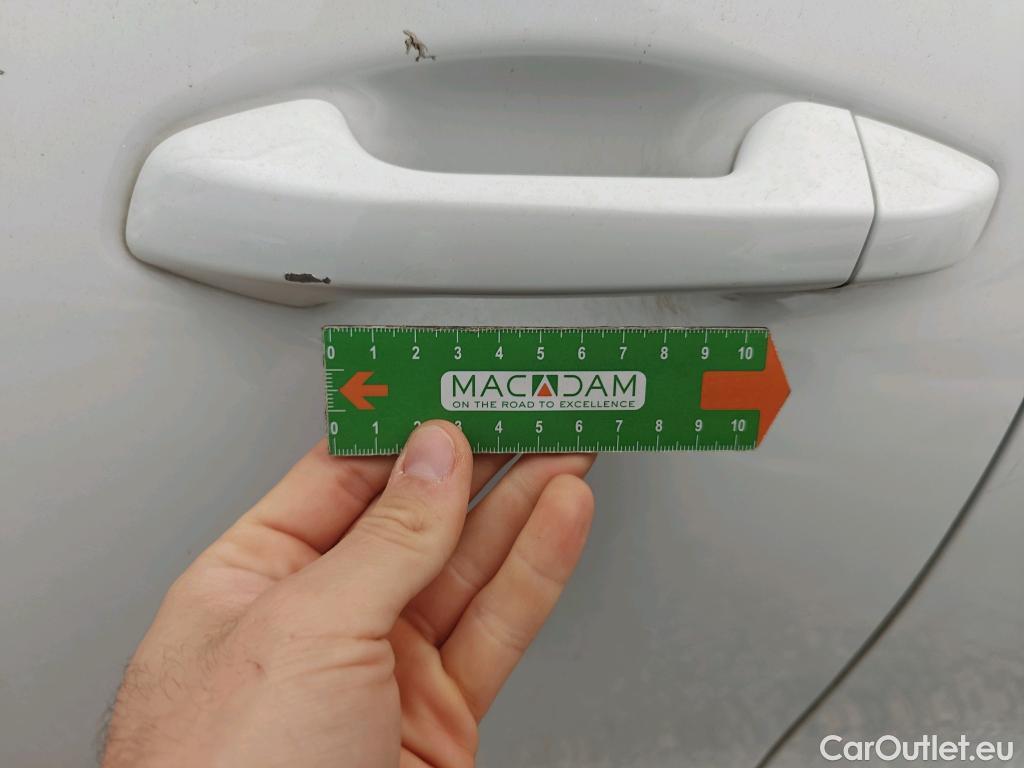 0 1 2 3 4 5 6 7 8 9 10
MACADAM
ON THE ROAD TO EXCELLENCE
0 1 2 3 4 5 6 7 8 9 10
CarOutlet.eu